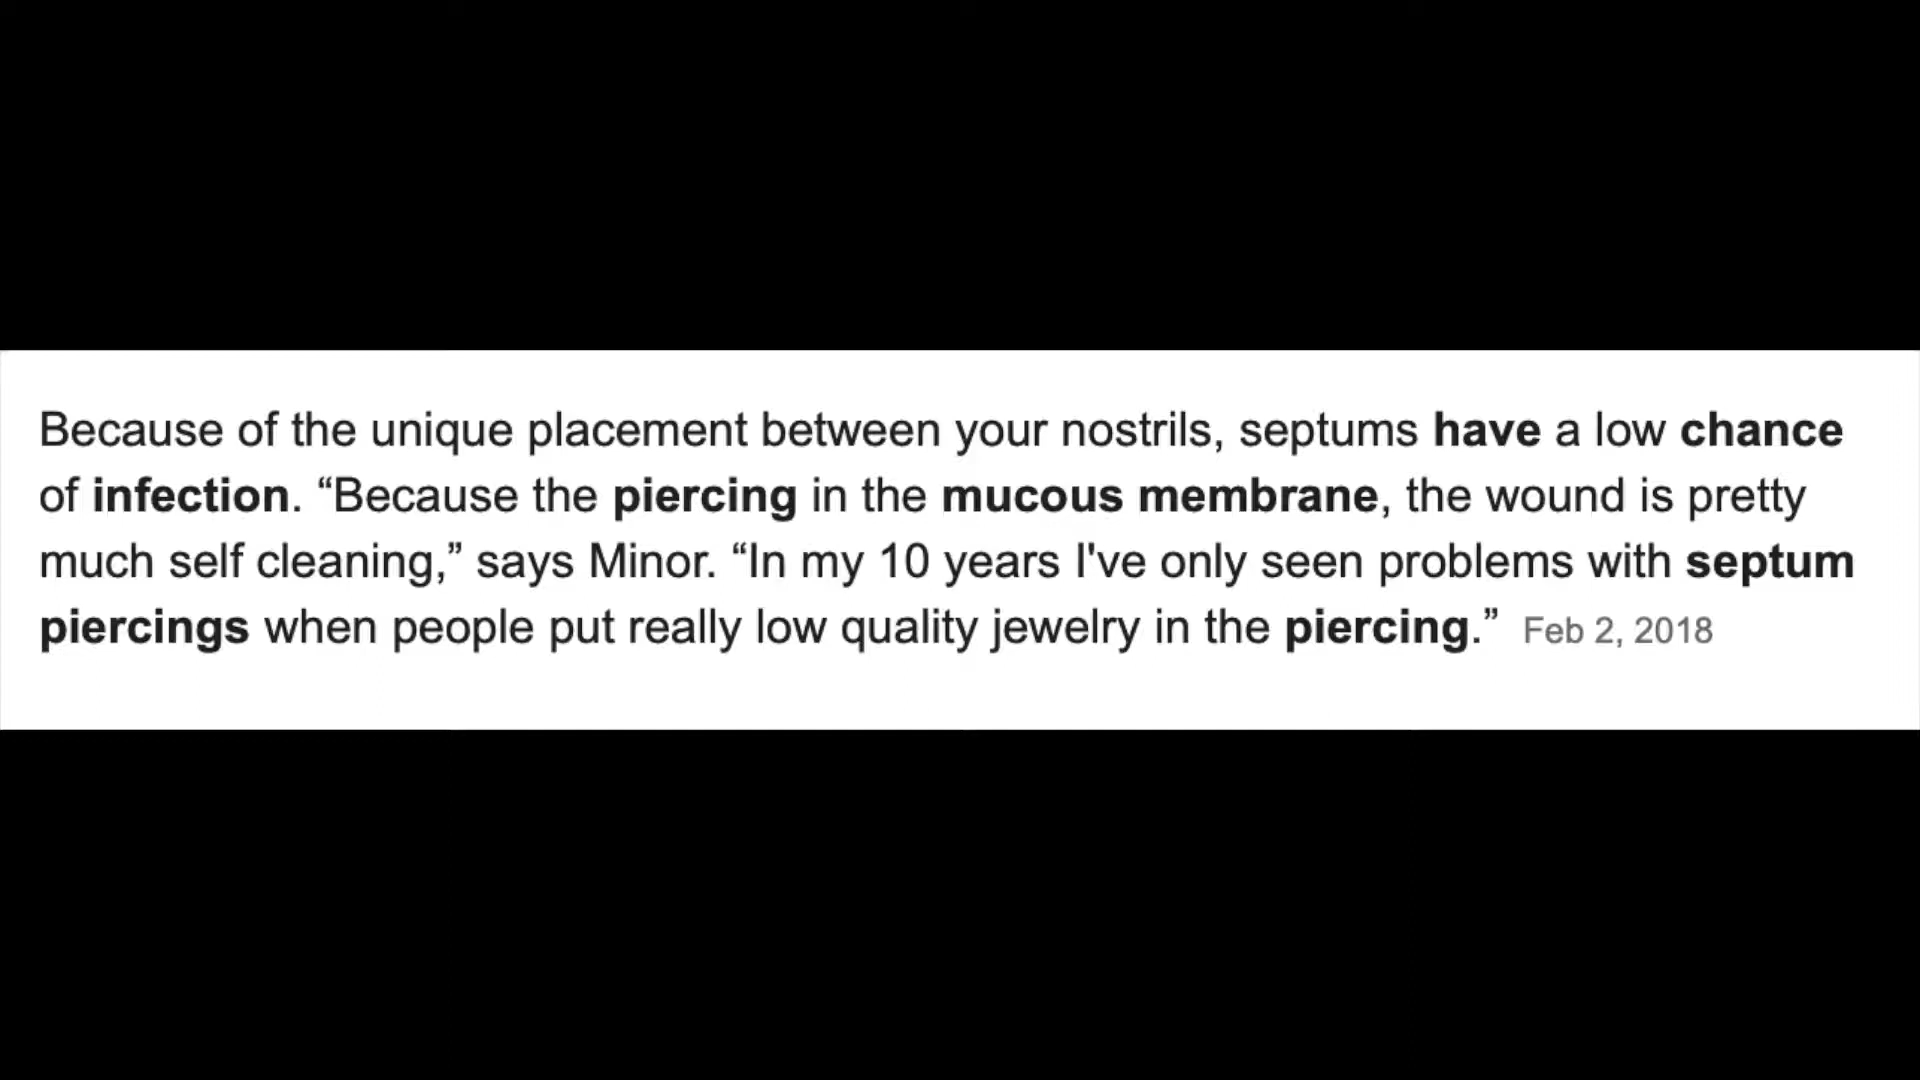 Because of the unique placement between your nostrils, septums have a low chance
of infection. “Because the piercing in the mucous membrane, the wound is pretty
much self cleaning,” says Minor. “In my 10 years I've only seen problems with septum
piercings when people put really low quality jewelry in the piercing.” Feb 2, 2018